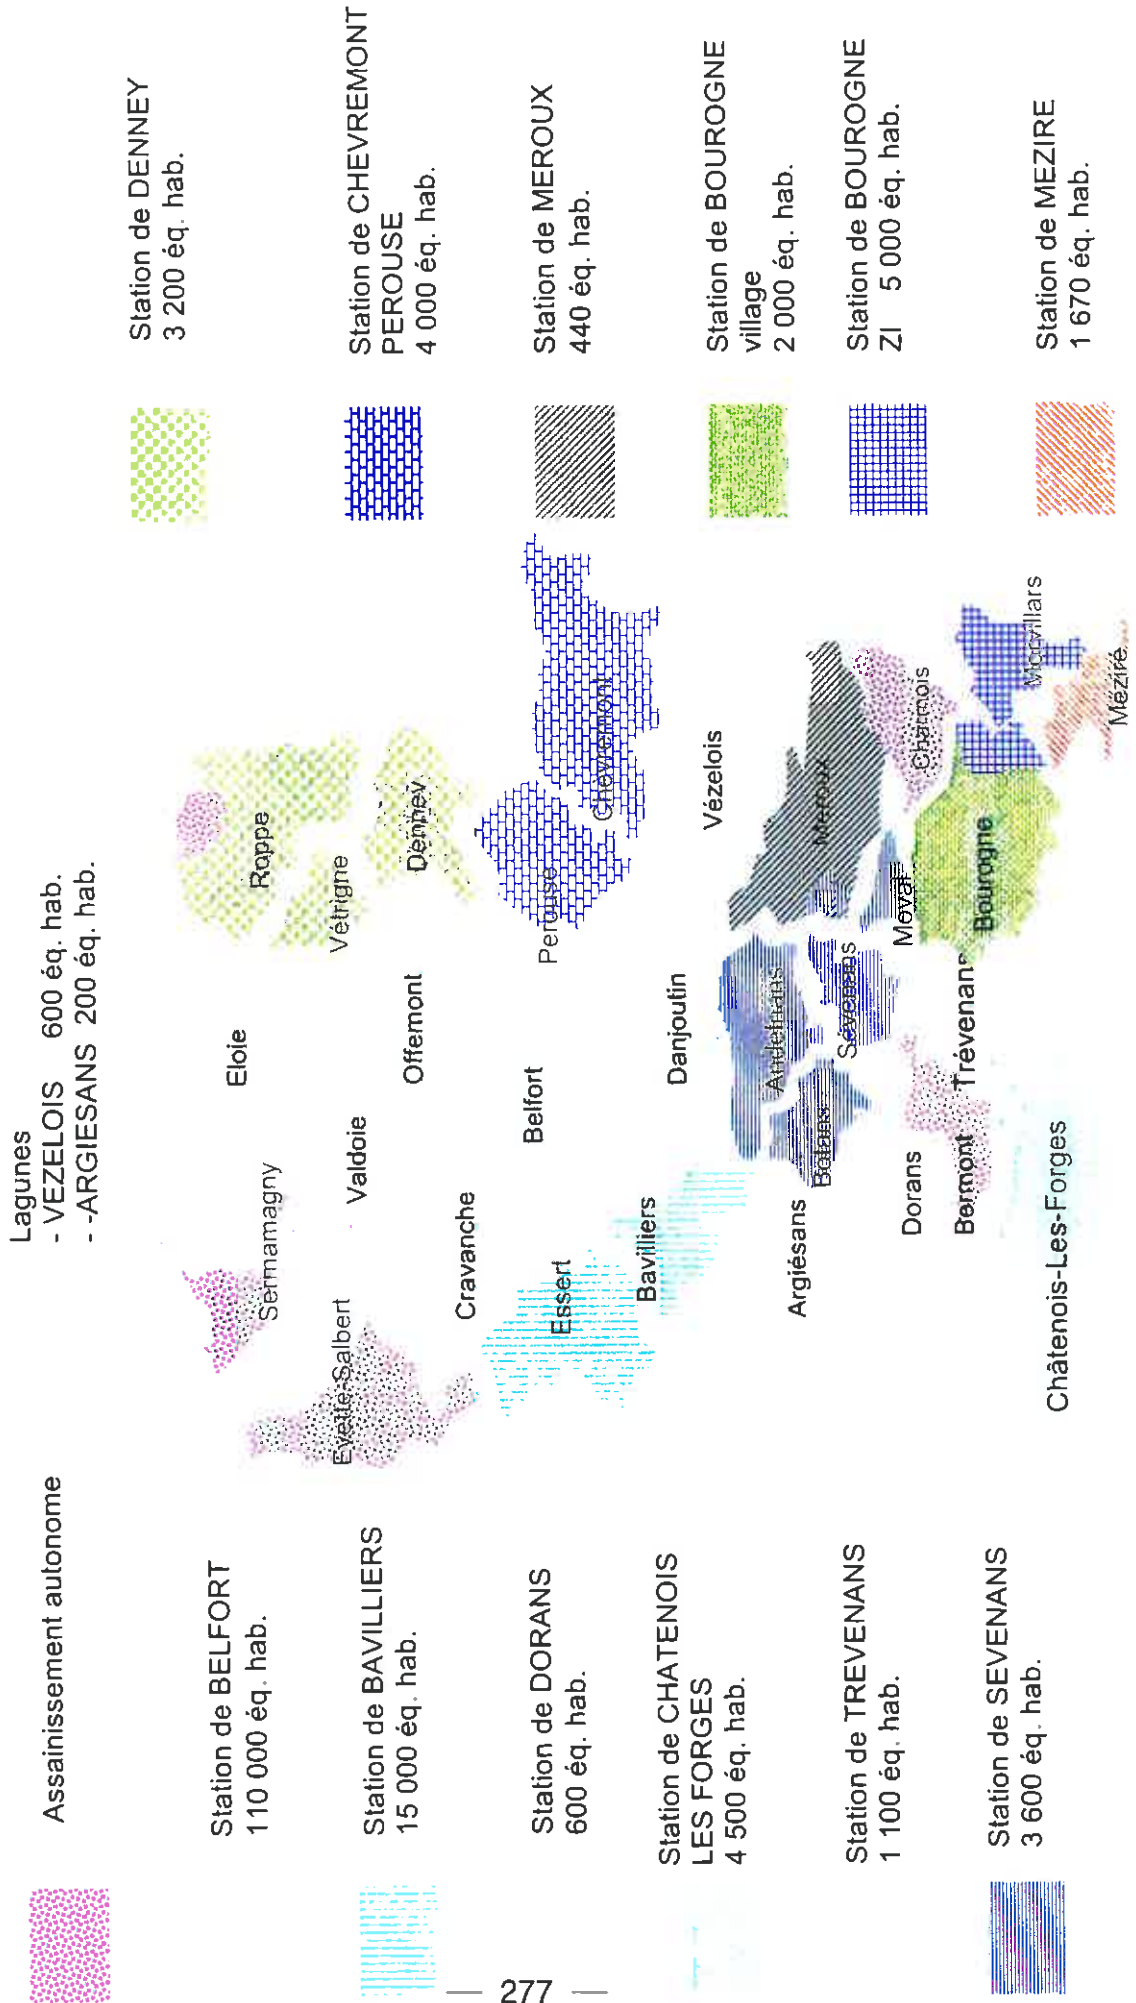 Assainissement autonome
Station de BELFORT
110 000 éq. hab.
Station de BAVILLIERS
15 000 éq. hab.
Station de DORANS
600 éq. hab.
Station de CHATENOIS
LES FORGES
4 500 éq. hab.
Station de TREVENANS
1 100 éq. hab.
Station de SEVENANS
3 600 éq. hab.
Lagunes
- VEZELOIS 600 éq. hab.
- -ARGIESANS 200 éq. hab.
Sermamagny
Evette-Salbert
Eloie
Roppe
Valdoie
Vétrigne
Offemont
Denney
Cravanche
Belfort
Perouse
Essert
Chèvremont
Bavilliers
Danjoutin
Vézelois
Argiésans
Andelnans
Botans
Meroux
Sévenans
Moval
Dorans
Charmois
Bermont
Trévenans
Bourogne
Morvillars
Châtenois-Les-Forges
Méziré
Station de DENNEY
3 200 éq. hab.
Station de CHEVREMONT
PEROUSE
4 000 éq. hab.
Station de MEROUX
440 éq. hab.
Station de BOUROGNE
village
2 000 éq. hab.
Station de BOUROGNE
ZI 5 000 éq. hab.
Station de MEZIRE
1 670 éq. hab.
— 277 —